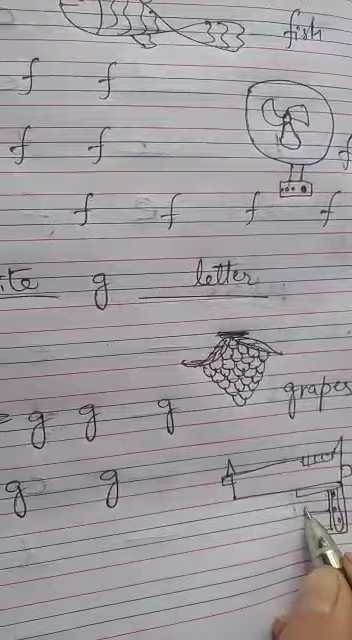 fish
f f
f f f
f f f f
ite g letter
grapes
g g g
g g